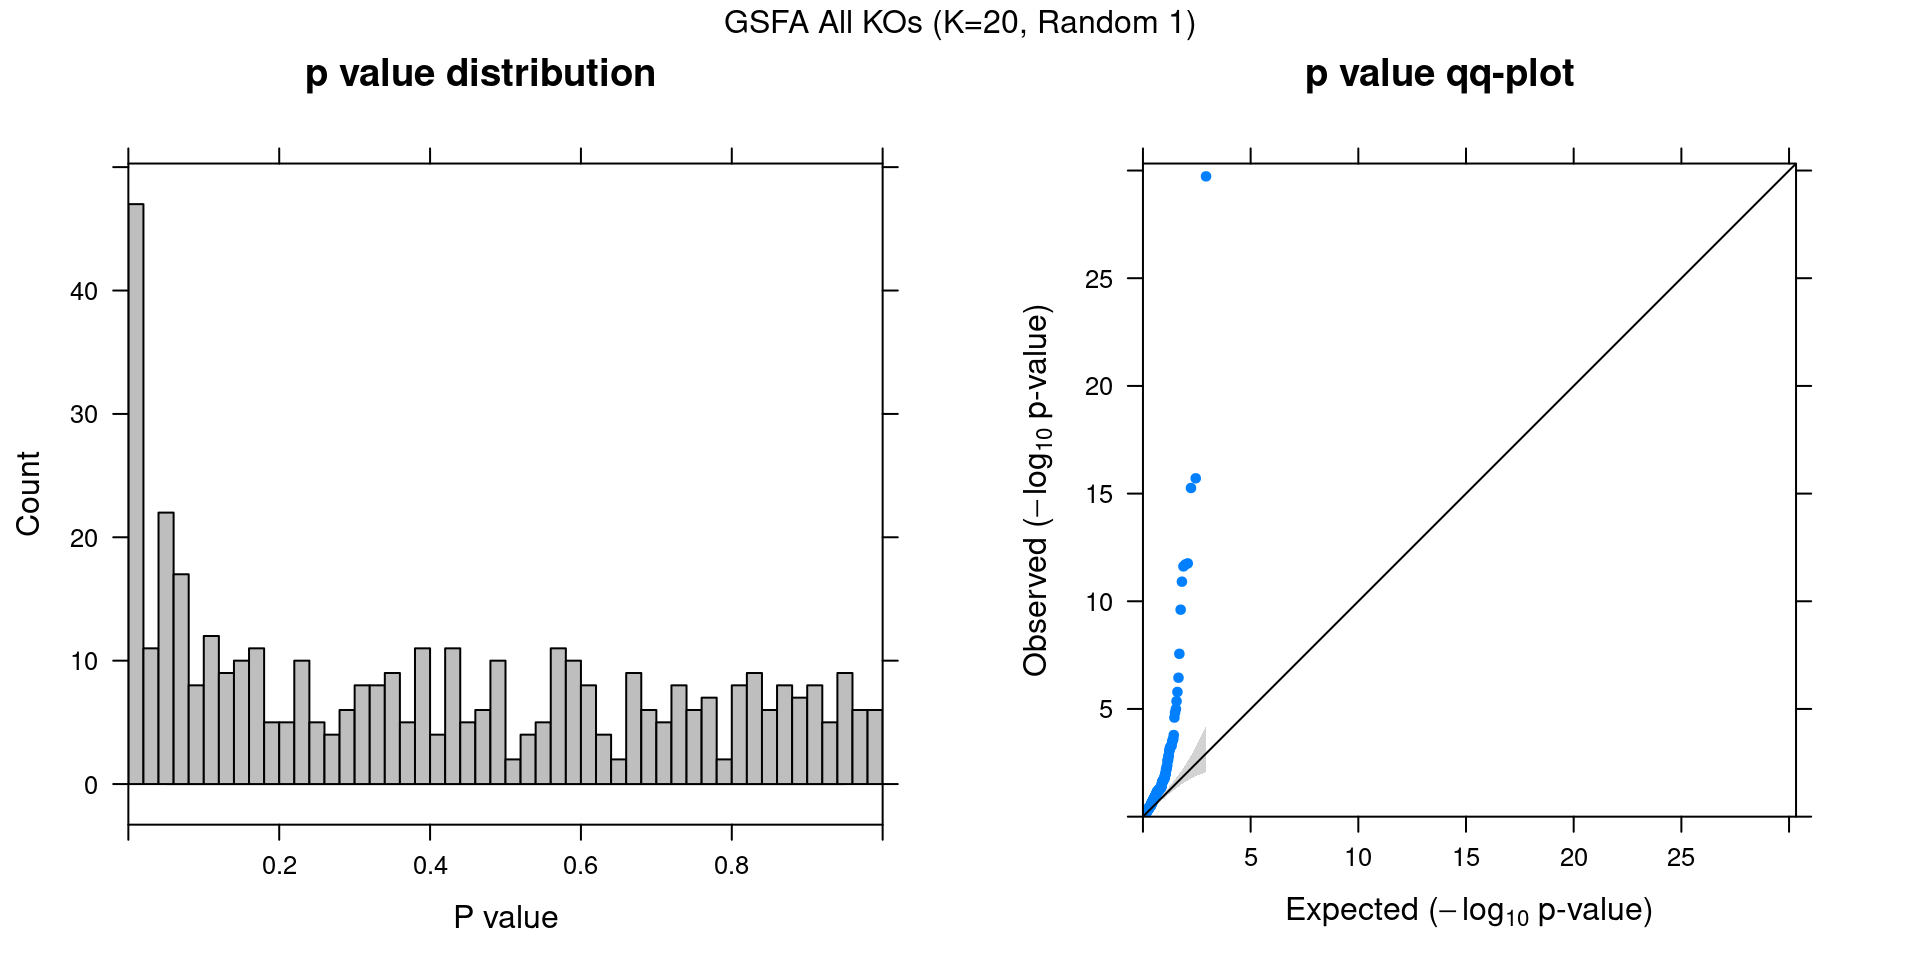 GSFA All KOs (K=20, Random 1)
p value distribution
Count
40
30
20
10
0
0.2 0.4 0.6 0.8
P value
p value qq-plot
Observed (−log10 p-value)
25
20
15
10
5
5 10 15 20 25
Expected (−log10 p-value)